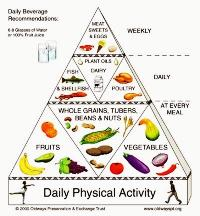 Daily Beverage
Recommendations:
6-8 Glasses of Water
or 100% Fruit Juice
MEAT
SWEETS
& EGGS
WEEKLY
PLANT OILS
FISH
& SHELLFISH
DAIRY
POULTRY
DAILY
WHOLE GRAINS, TUBERS,
BEANS & NUTS
AT EVERY
MEAL
FRUITS
VEGETABLES
Daily Physical Activity
© 2005 Oldways Preservation & Exchange Trust
www.oldwayspt.org